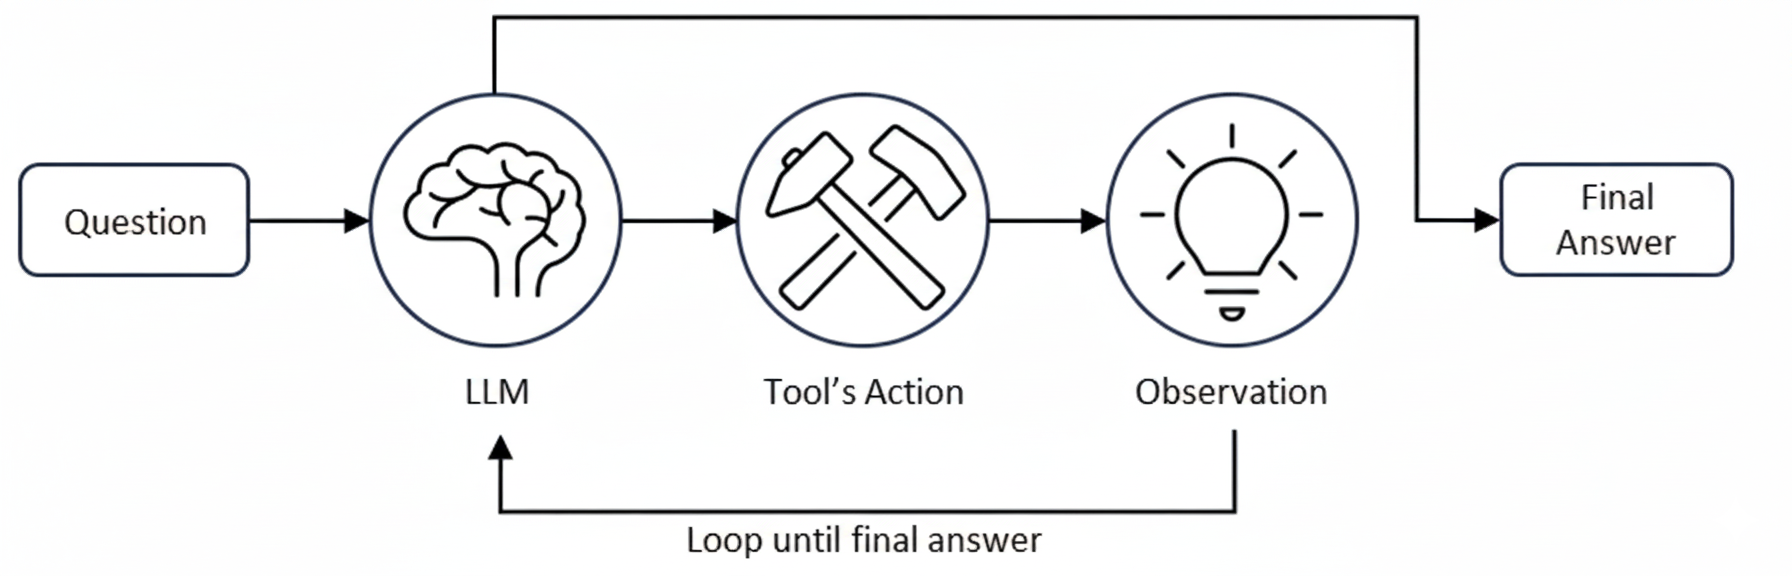 Question
LLM
Tool’s Action
Observation
Final
Answer
Loop until final answer